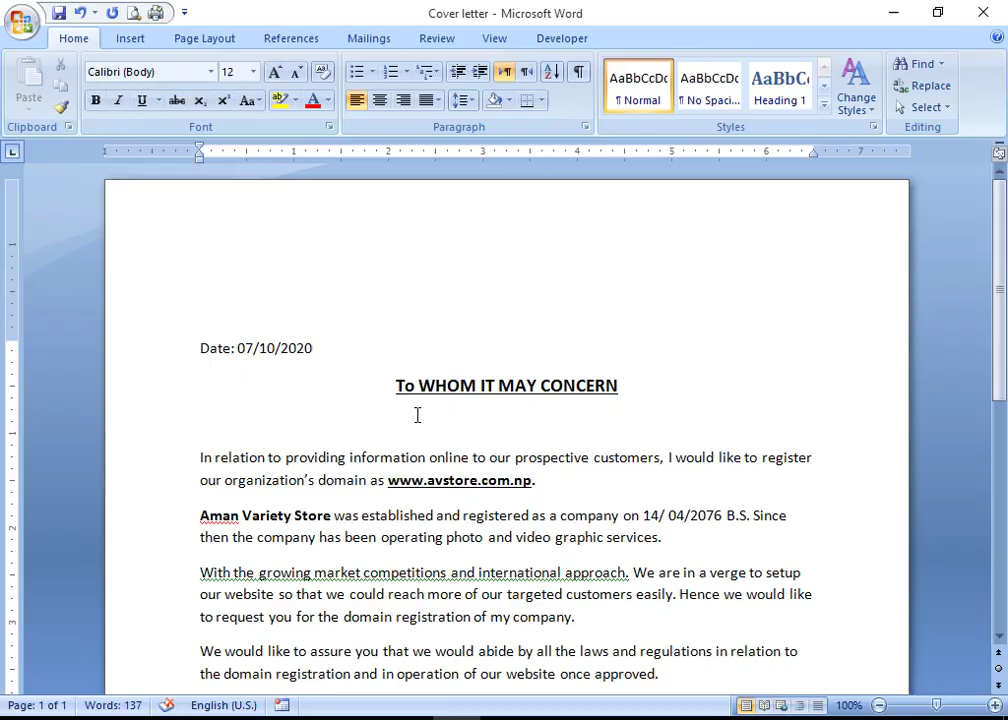 Cover letter - Microsoft Word
Home Insert Page Layout References Mailings Review View Developer
Calibri (Body) 12 AaBbCcDc AaBbCcDc AaBbC Find
Paste ¶ Normal ¶ No Spaci... Heading 1 Change Styles Replace
Select
Clipboard Font Paragraph Styles Editing
1 1 2 3 4 5 6 7
Date: 07/10/2020
To WHOM IT MAY CONCERN
In relation to providing information online to our prospective customers, I would like to register
our organization's domain as www.avstore.com.np.
Aman Variety Store was established and registered as a company on 14/ 04/2076 B.S. Since
then the company has been operating photo and video graphic services.
With the growing market competitions and international approach. We are in a verge to setup
our website so that we could reach more of our targeted customers easily. Hence we would like
to request you for the domain registration of my company.
We would like to assure you that we would abide by all the laws and regulations in relation to
the domain registration and in operation of our website once approved.
Page: 1 of 1 Words: 137 English (U.S.) 100%